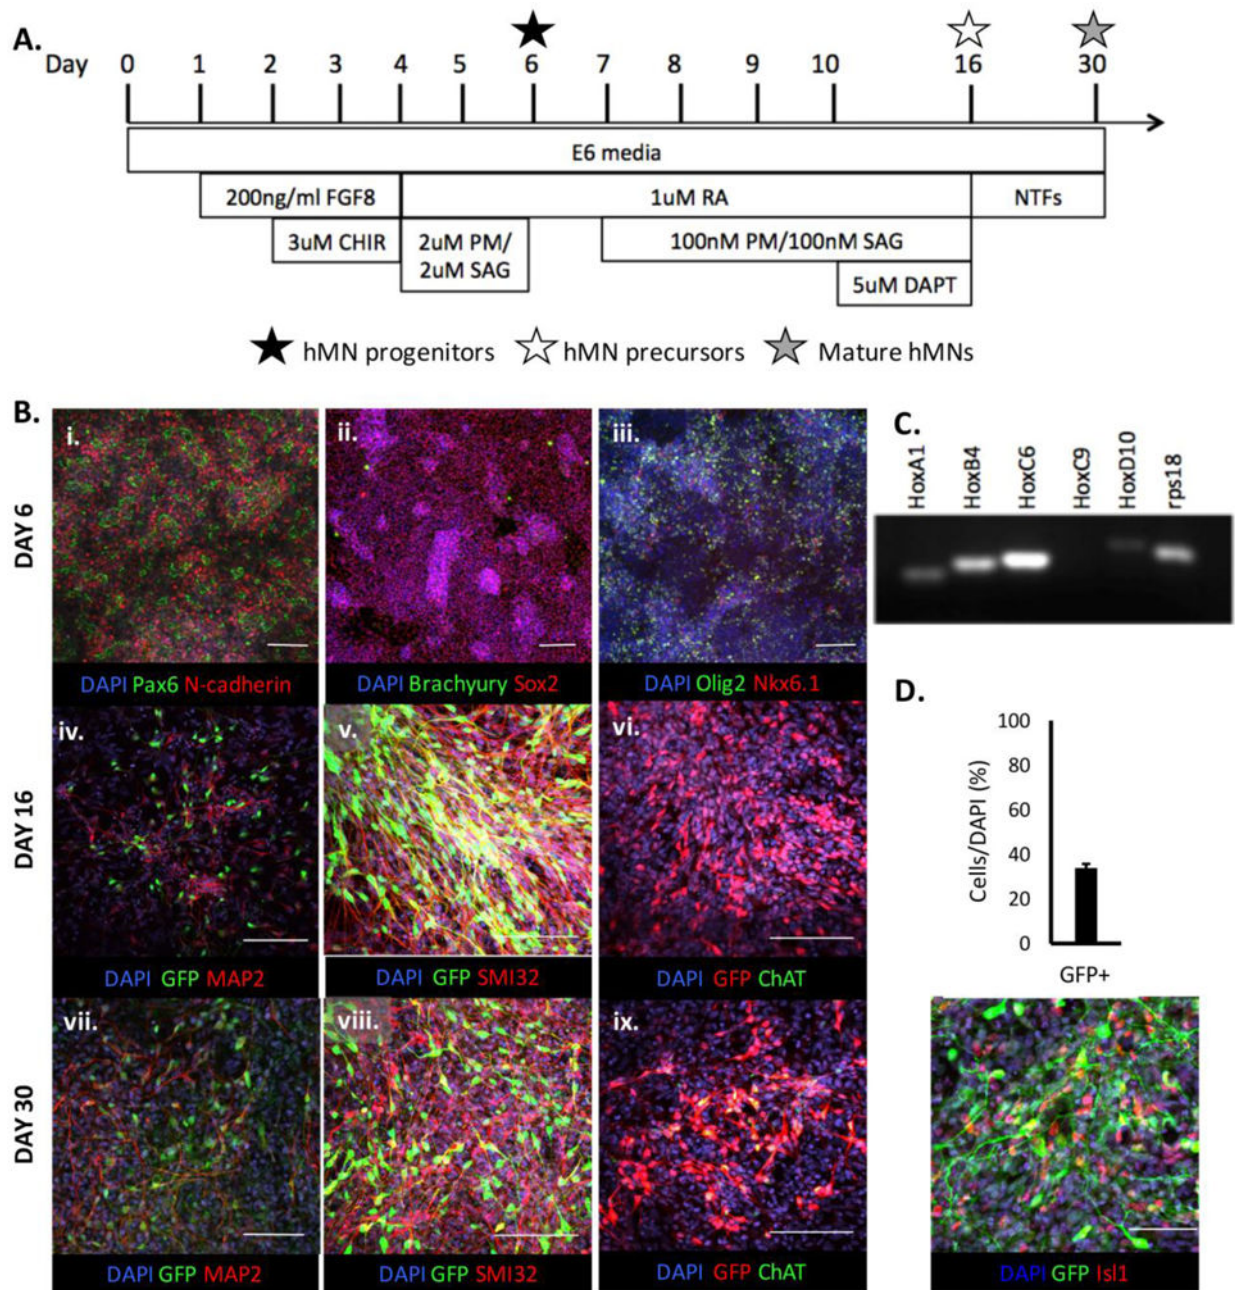 A.
Day 0 1 2 3 4 5 6 7 8 9 10 16 30
E6 media
200ng/ml FGF8 1uM RA NTFs
3uM CHIR 2uM PM/ 100nM PM/100nM SAG
2uM SAG
5uM DAPT
hMN progenitors hMN precursors Mature hMNs
B.
DAY 6
i. ii. iii.
DAPI Pax6 N-cadherin DAPI Brachyury Sox2 DAPI Olig2 Nkx6.1
DAY 16
iv. v. vi.
DAPI GFP MAP2 DAPI GFP SMI32 DAPI GFP ChAT
DAY 30
vii. viii. ix.
DAPI GFP MAP2 DAPI GFP SMI32 DAPI GFP ChAT
C.
HoxA1 HoxB4 HoxC6 HoxC9 HoxD10 rps18
D.
Cells/DAPI (%)
100
80
60
40
20
0
GFP+
DAPI GFP Isl1